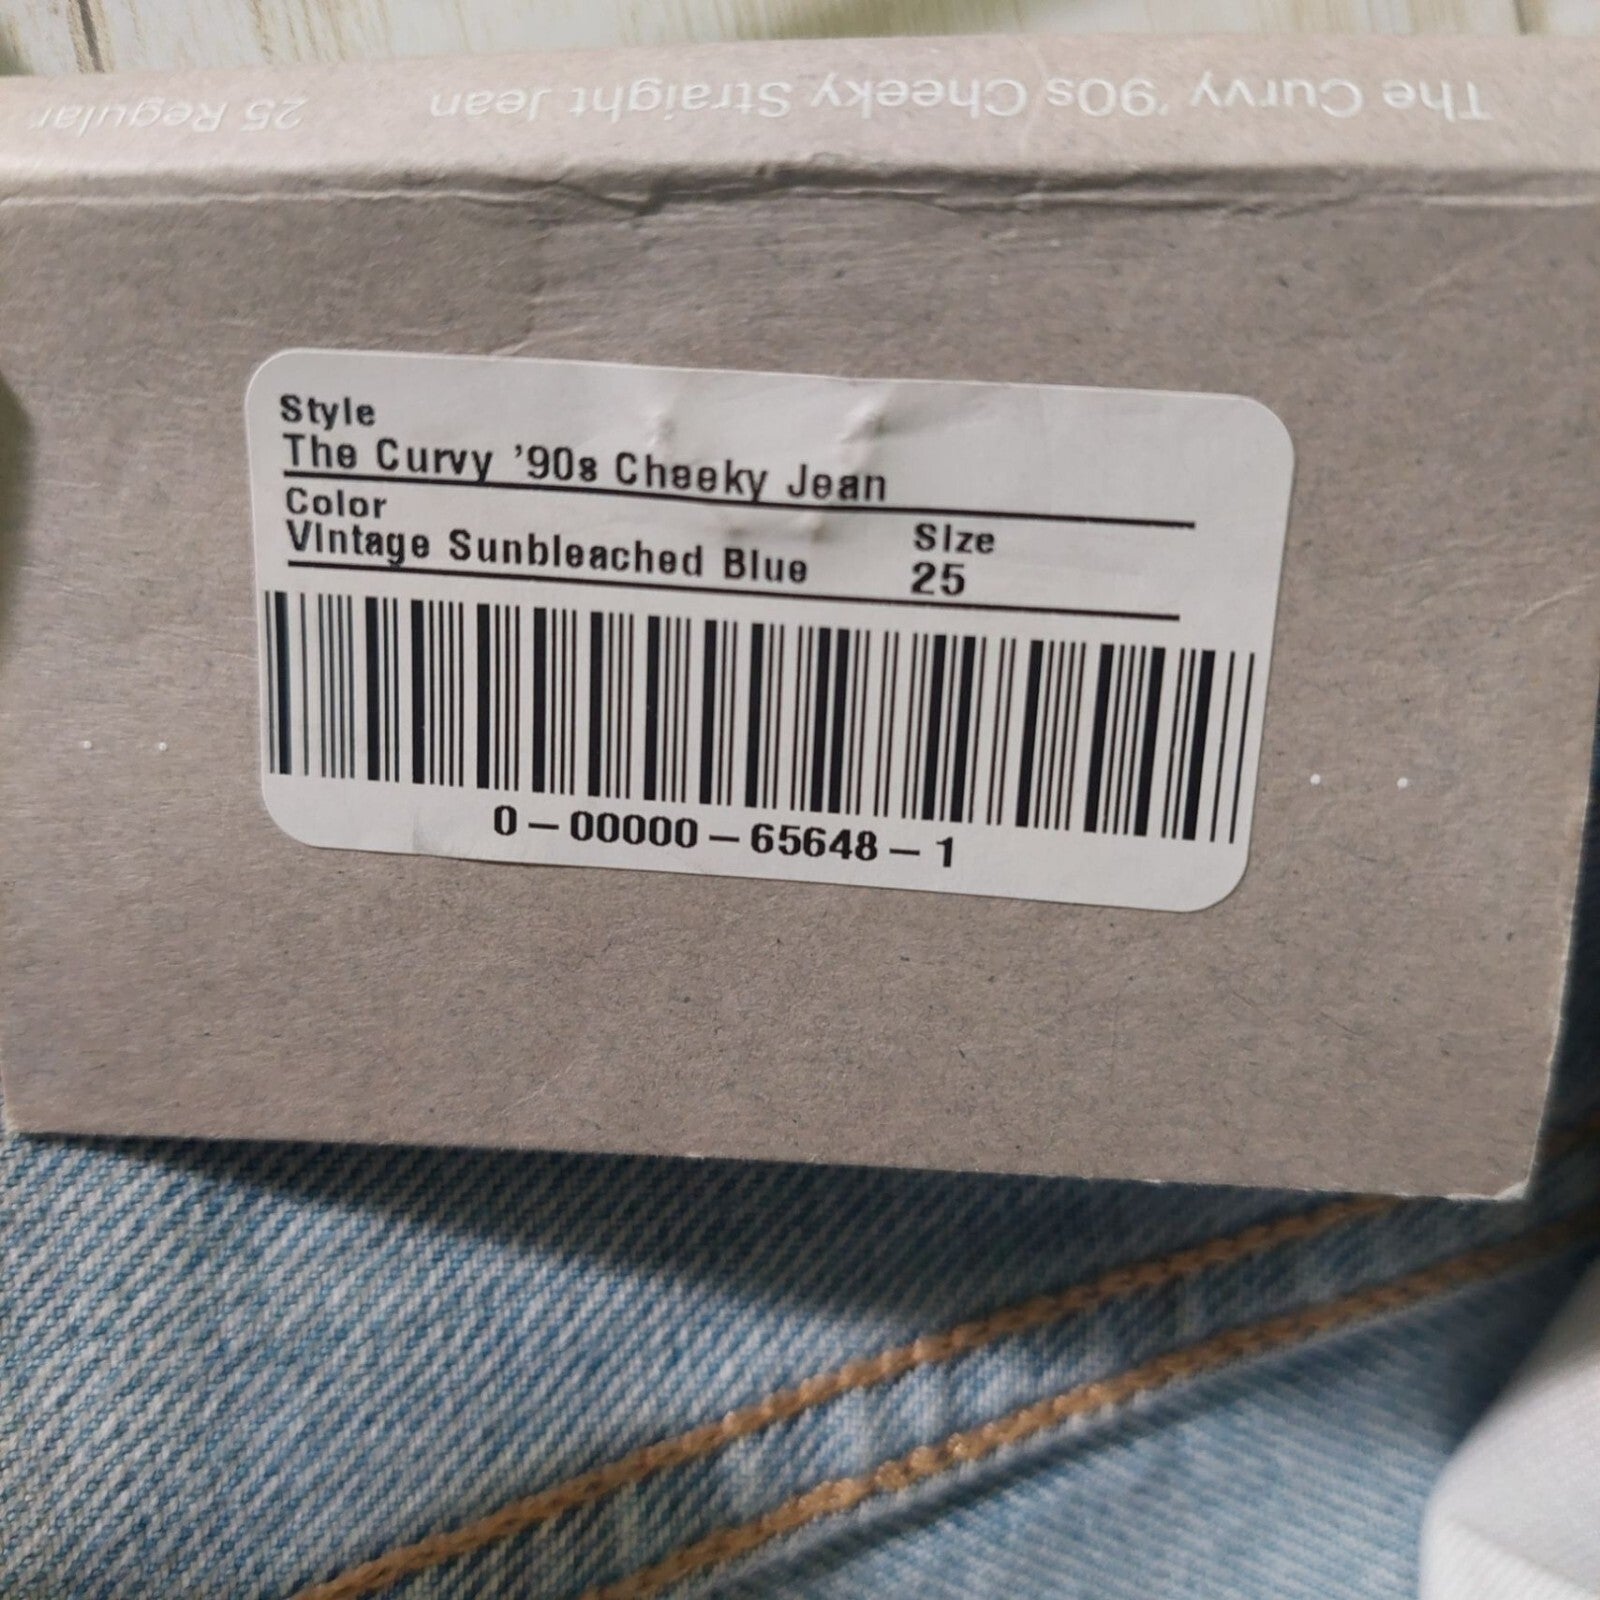 The Curvy '90s Cheeky Straight Jean 25 Regular
Style
The Curvy '90s Cheeky Jean
Color
Vintage Sunbleached Blue
Size
25
0-00000-65648-1